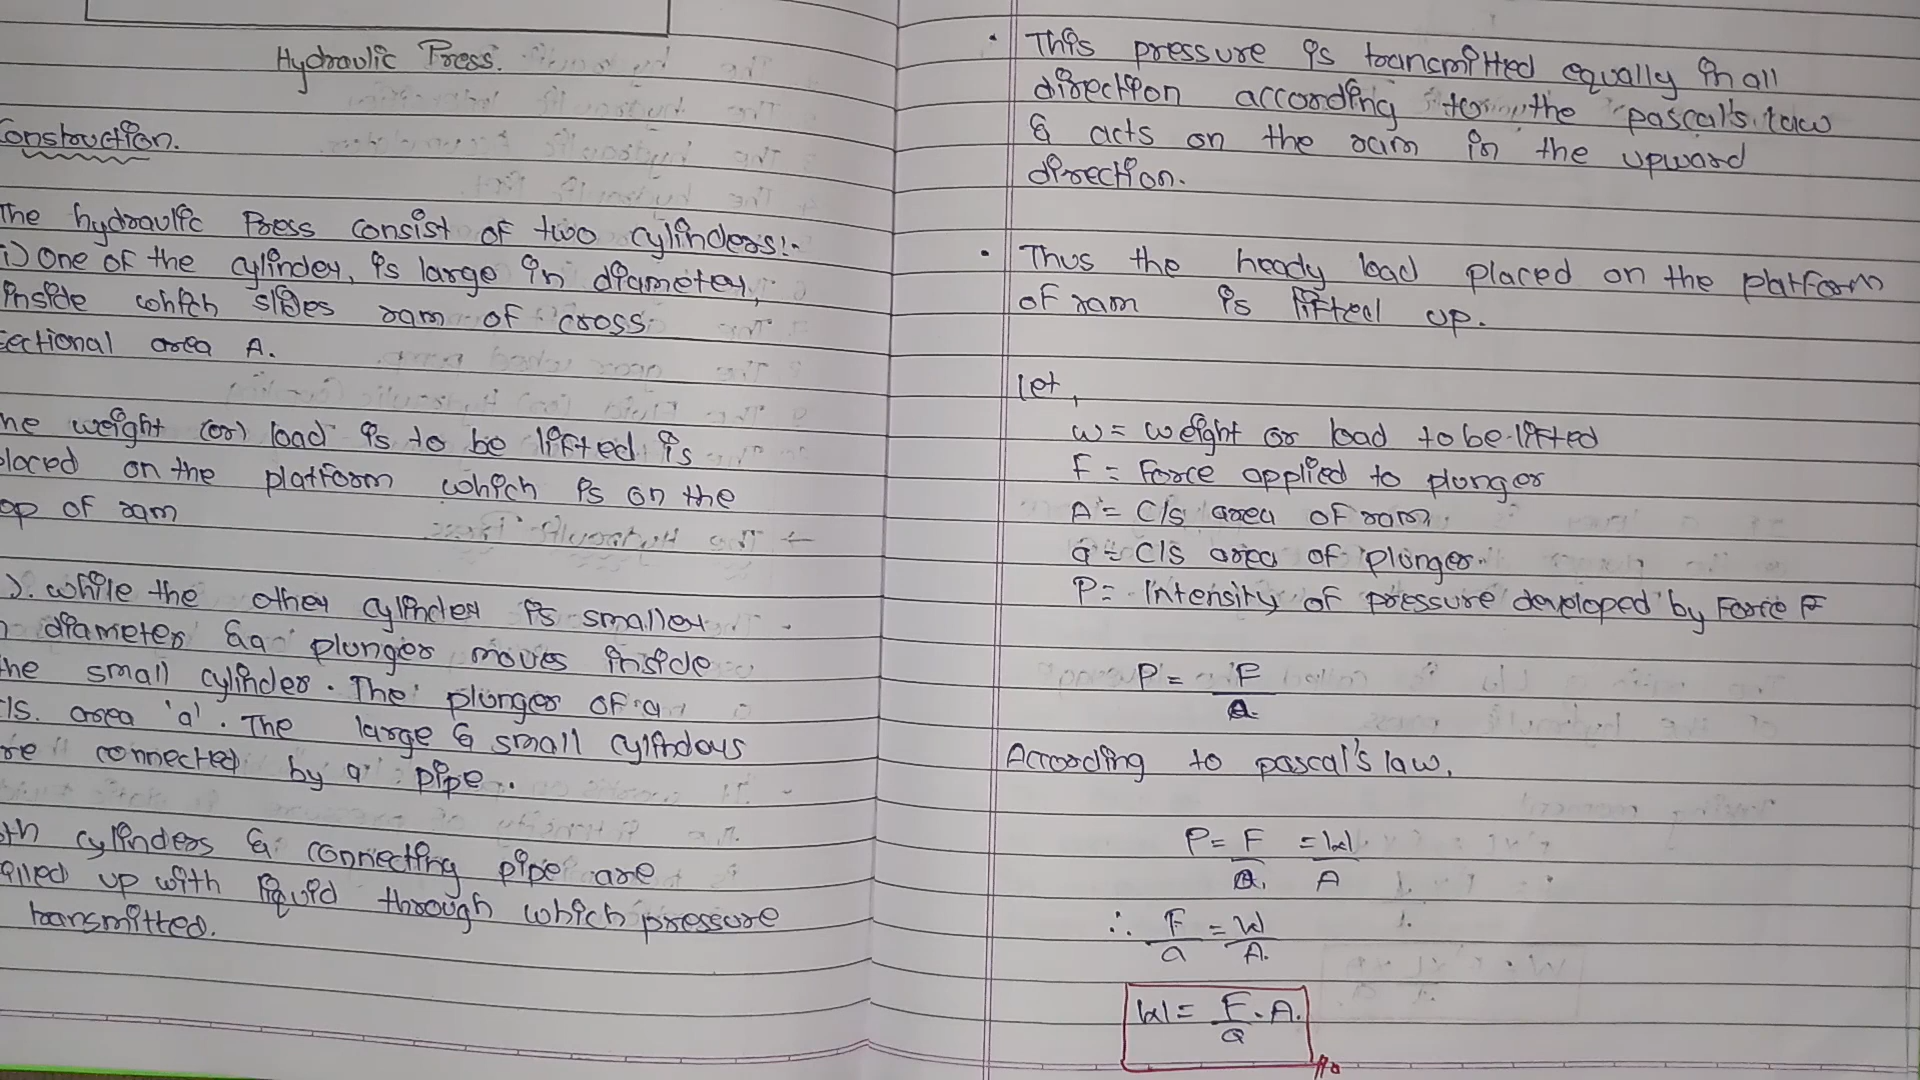 Hydraulic Press.
onstruction.
The hydraulic Press consist of two cylinders:-
i) One of the cylinder, is large in diameter,
inside which slides ram of cross
ectional area A.
he weight (or) load is to be lifted is
placed on the platform which is on the
op of ram
). while the other cylinder is smaller
diameter & a plunger moves inside
the small cylinder. The plunger of a
c/s. area 'a'. The large & small cylindous
re connected by a pipe.
oth cylinders & connecting pipe are
filled up with liquid through which pressure
transmitted.
• This pressure is transmitted equally in all
direction according to the pascal's law
& acts on the ram in the upward
direction.
• Thus the heady load placed on the platform
of ram is lifted up.
let,
W = weight or load to be lifted
F = Force applied to plunger
A = C/s area of ram
a = C/s area of plunger.
P = Intensity of pressure developed by Force F
P = F/a
According to pascal's law,
P = F/a = W/A
∴ F/a = W/A.
W = F/a . A.